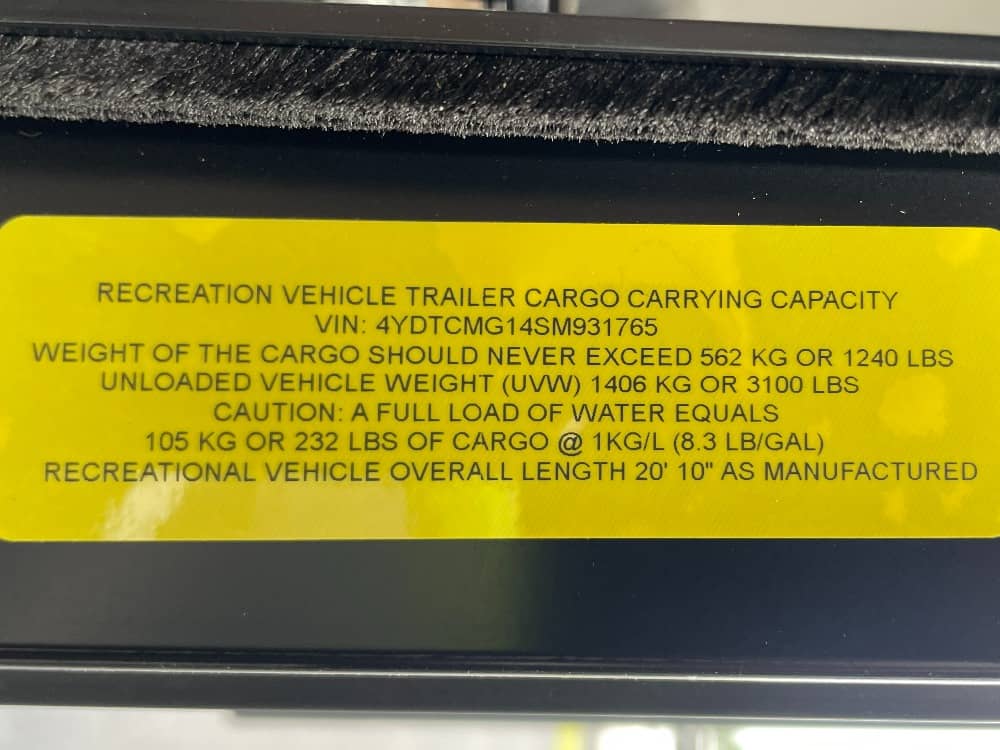 RECREATION VEHICLE TRAILER CARGO CARRYING CAPACITY
VIN: 4YDTCMG14SM931765
WEIGHT OF THE CARGO SHOULD NEVER EXCEED 562 KG OR 1240 LBS
UNLOADED VEHICLE WEIGHT (UVW) 1406 KG OR 3100 LBS
CAUTION: A FULL LOAD OF WATER EQUALS
105 KG OR 232 LBS OF CARGO @ 1KG/L (8.3 LB/GAL)
RECREATIONAL VEHICLE OVERALL LENGTH 20' 10" AS MANUFACTURED